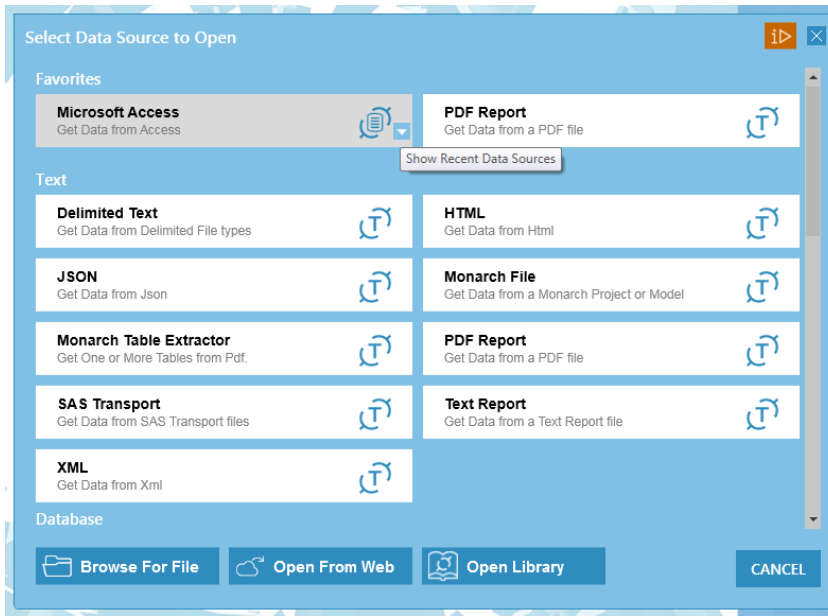 Select Data Source to Open
Favorites
Microsoft Access
Get Data from Access
PDF Report
Get Data from a PDF file
Show Recent Data Sources
Text
Delimited Text
Get Data from Delimited File types
HTML
Get Data from Html
JSON
Get Data from Json
Monarch File
Get Data from a Monarch Project or Model
Monarch Table Extractor
Get One or More Tables from Pdf.
PDF Report
Get Data from a PDF file
SAS Transport
Get Data from SAS Transport files
Text Report
Get Data from a Text Report file
XML
Get Data from Xml
Database
Browse For File
Open From Web
Open Library
CANCEL